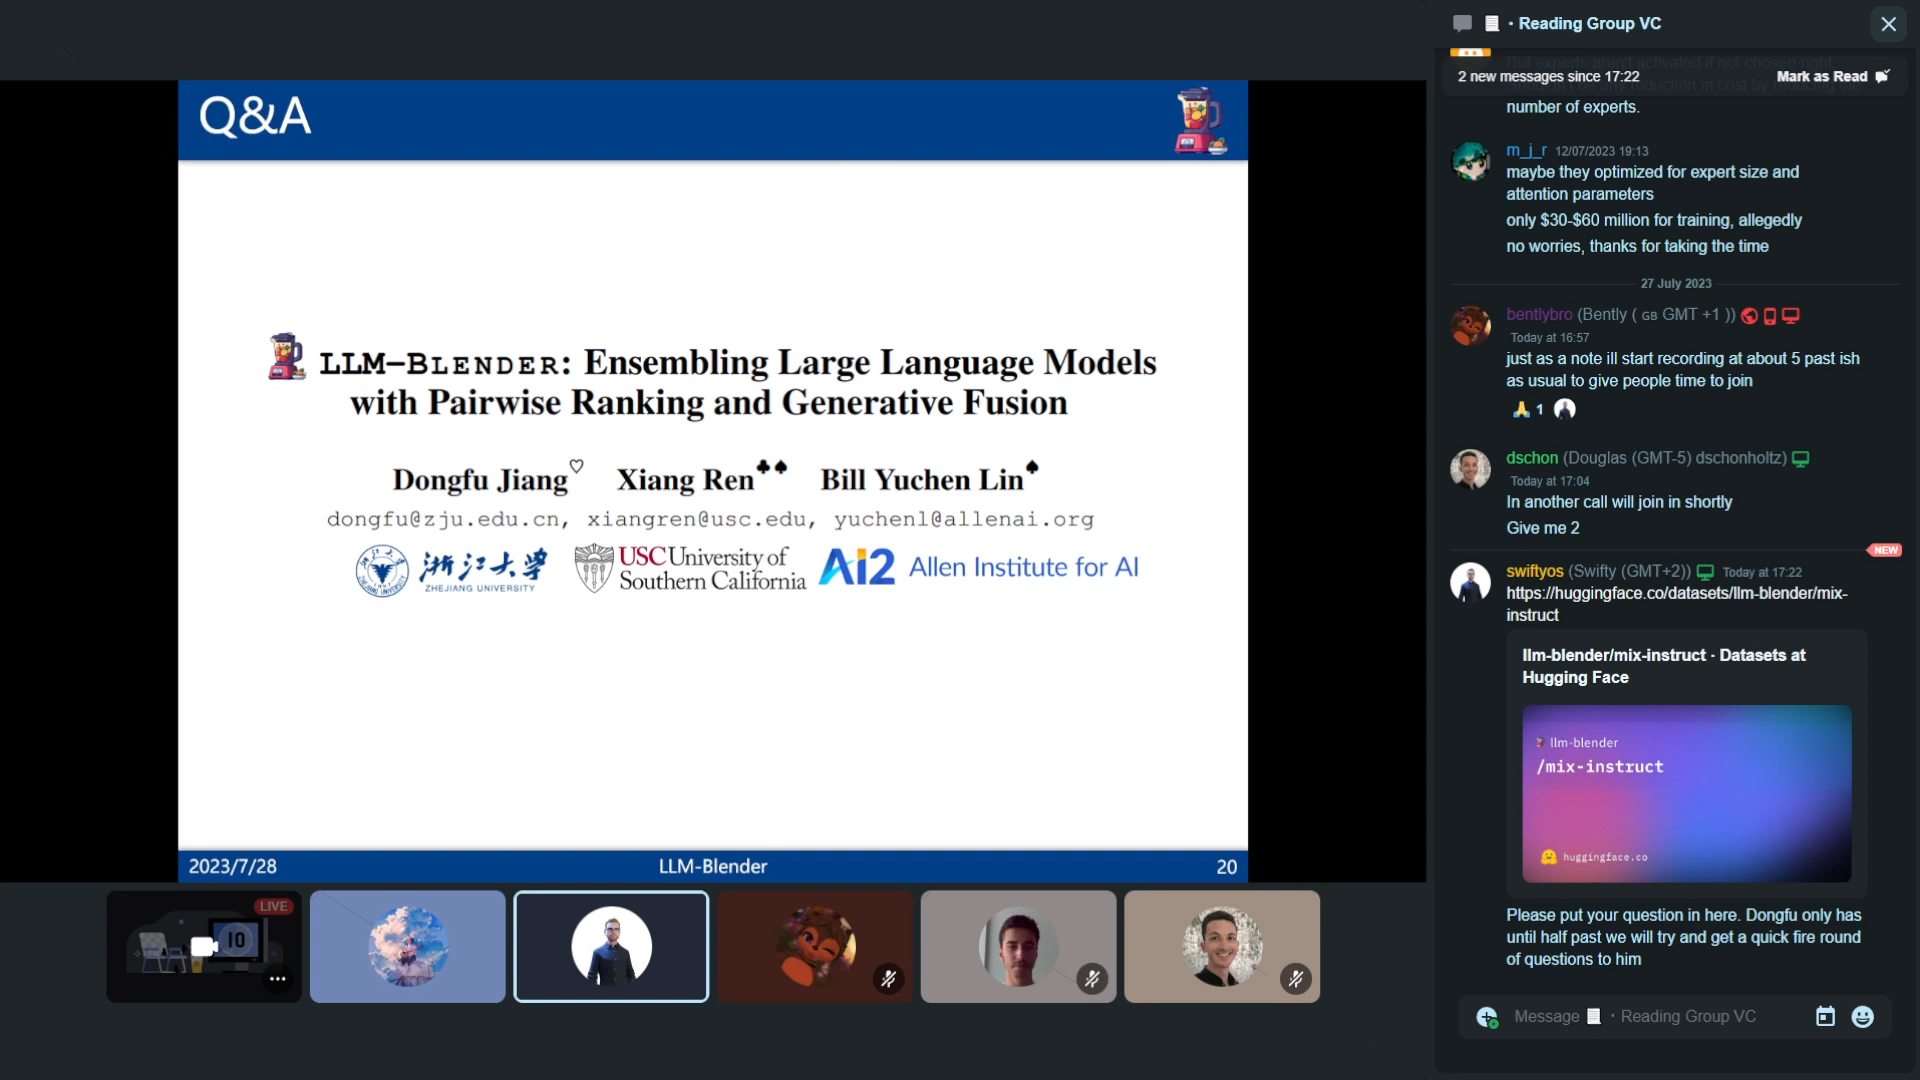 Q&A
LLM-BLENDER: Ensembling Large Language Models
with Pairwise Ranking and Generative Fusion
Dongfu Jiang♡ Xiang Ren♣♠ Bill Yuchen Lin♠
dongfu@zju.edu.cn, xiangren@usc.edu, yuchenl@allenai.org
浙江大学
ZHEJIANG UNIVERSITY
USC University of
Southern California
Ai2 Allen Institute for AI
2023/7/28 LLM-Blender 20
LIVE
10
• Reading Group VC
But experts aren't activated if not chosen right.
2 new messages since 17:22 Mark as Read
number of experts.
m_j_r 12/07/2023 19:13
maybe they optimized for expert size and
attention parameters
only $30-$60 million for training, allegedly
no worries, thanks for taking the time
27 July 2023
bentlybro (Bently ( GB GMT +1 ))
Today at 16:57
just as a note ill start recording at about 5 past ish
as usual to give people time to join
🙏 1
dschon (Douglas (GMT-5) dschonholtz)
Today at 17:04
In another call will join in shortly
Give me 2
NEW
swiftyos (Swifty (GMT+2)) Today at 17:22
https://huggingface.co/datasets/llm-blender/mix-
instruct
llm-blender/mix-instruct · Datasets at
Hugging Face
llm-blender
/mix-instruct
huggingface.co
Please put your question in here. Dongfu only has
until half past we will try and get a quick fire round
of questions to him
Message • Reading Group VC